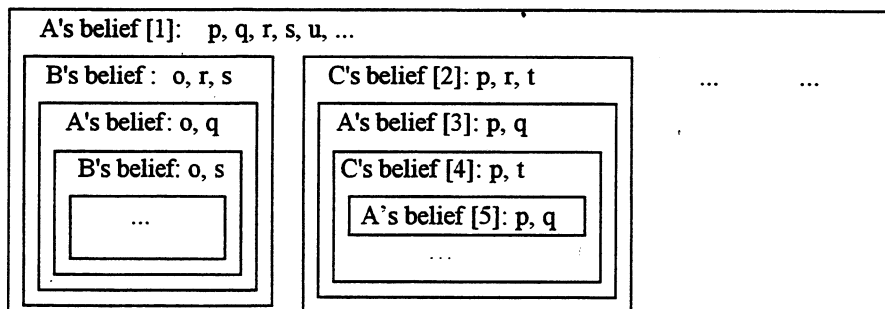 A's belief [1]: p, q, r, s, u, ...
B's belief : o, r, s
A's belief: o, q
B's belief: o, s
...
C's belief [2]: p, r, t
A's belief [3]: p, q
C's belief [4]: p, t
A's belief [5]: p, q
...
... ...